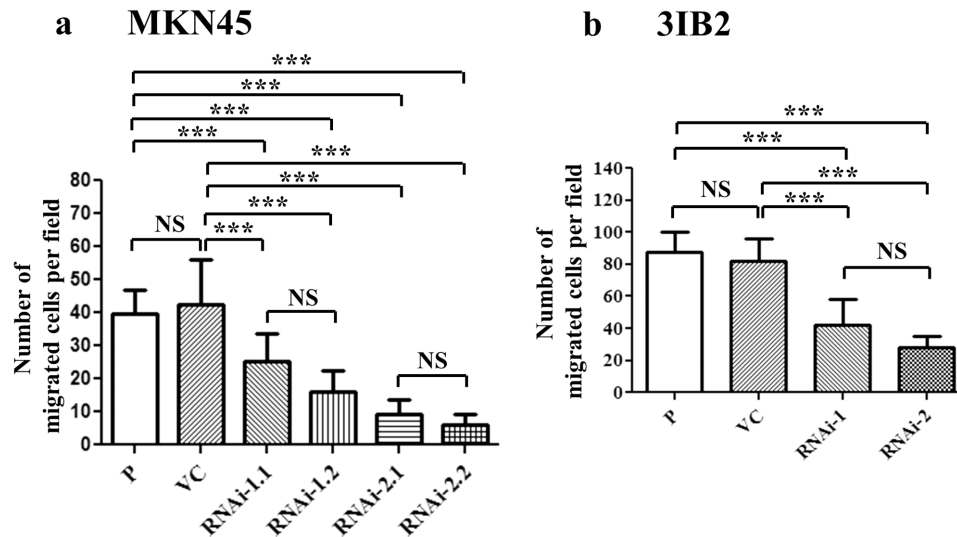 a MKN45
***
***
***
***
***
***
***
NS
***
NS
NS
80
70
60
50
40
30
20
10
0
Number of
migrated cells per field
P
VC
RNAi-1.1
RNAi-1.2
RNAi-2.1
RNAi-2.2
b 3IB2
***
***
***
NS
***
NS
140
120
100
80
60
40
20
0
Number of
migrated cells per field
P
VC
RNAi-1
RNAi-2